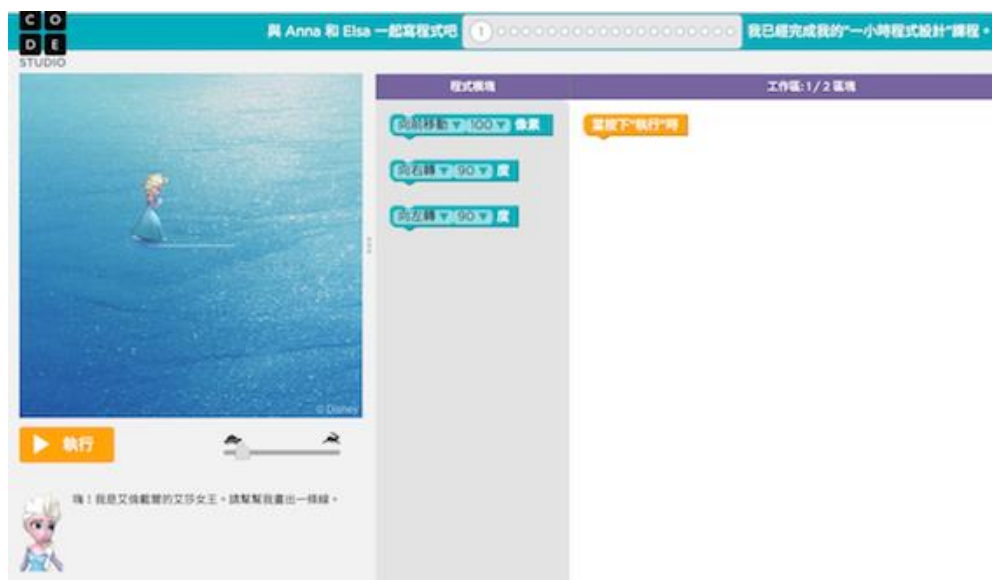 CODE
STUDIO
與 Anna 和 Elsa 一起寫程式吧
1
我已經完成我的"一小時程式設計"課程。
程式模塊
工作區: 1 / 2 區塊
向前移動 100 像素
當按下"執行"時
向右轉 90 度
向左轉 90 度
© Disney
執行
嗨!我是艾倫戴爾的艾莎女王。請幫幫我畫出一條線。